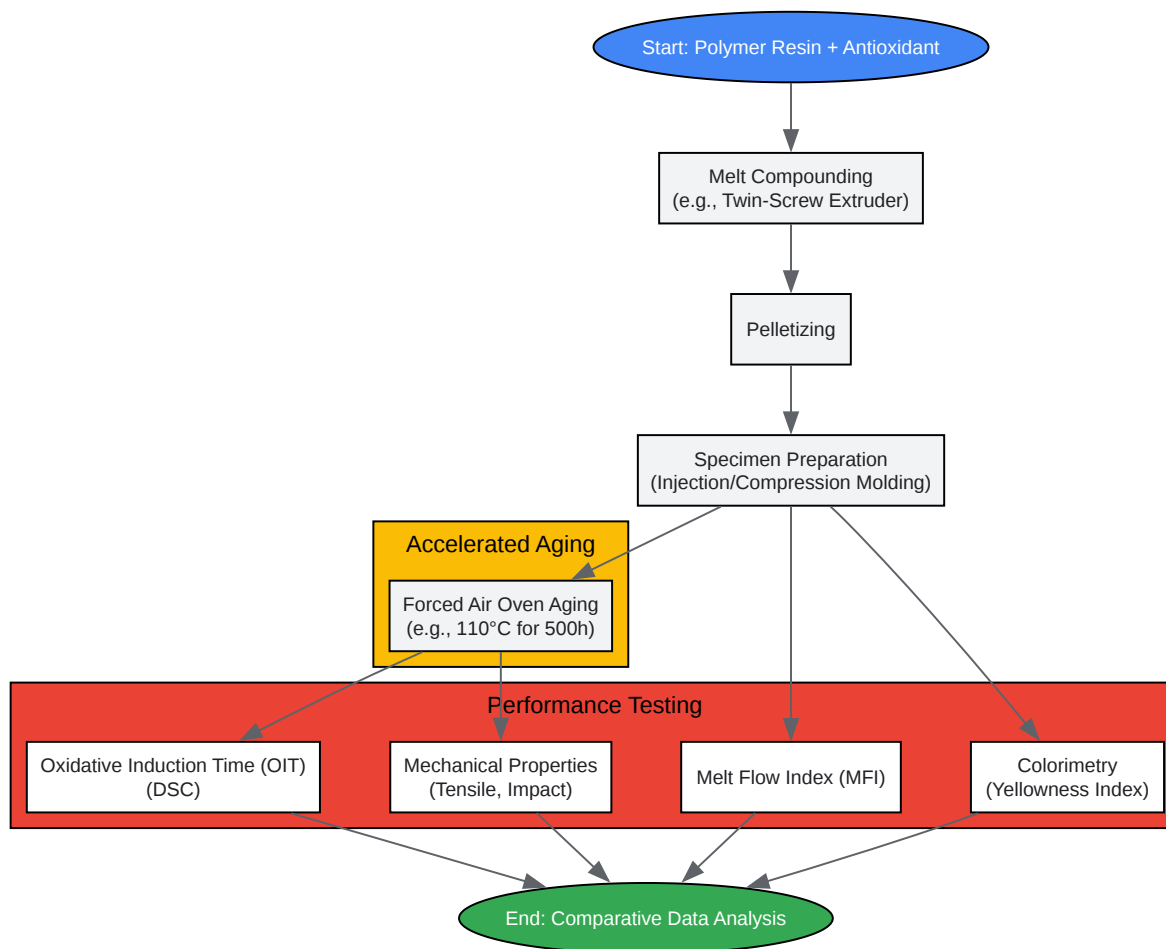 Start: Polymer Resin + Antioxidant
Melt Compounding
(e.g., Twin-Screw Extruder)
Pelletizing
Specimen Preparation
(Injection/Compression Molding)
Accelerated Aging
Forced Air Oven Aging
(e.g., 110°C for 500h)
Performance Testing
Oxidative Induction Time (OIT)
(DSC)
Mechanical Properties
(Tensile, Impact)
Melt Flow Index (MFI)
Colorimetry
(Yellowness Index)
End: Comparative Data Analysis